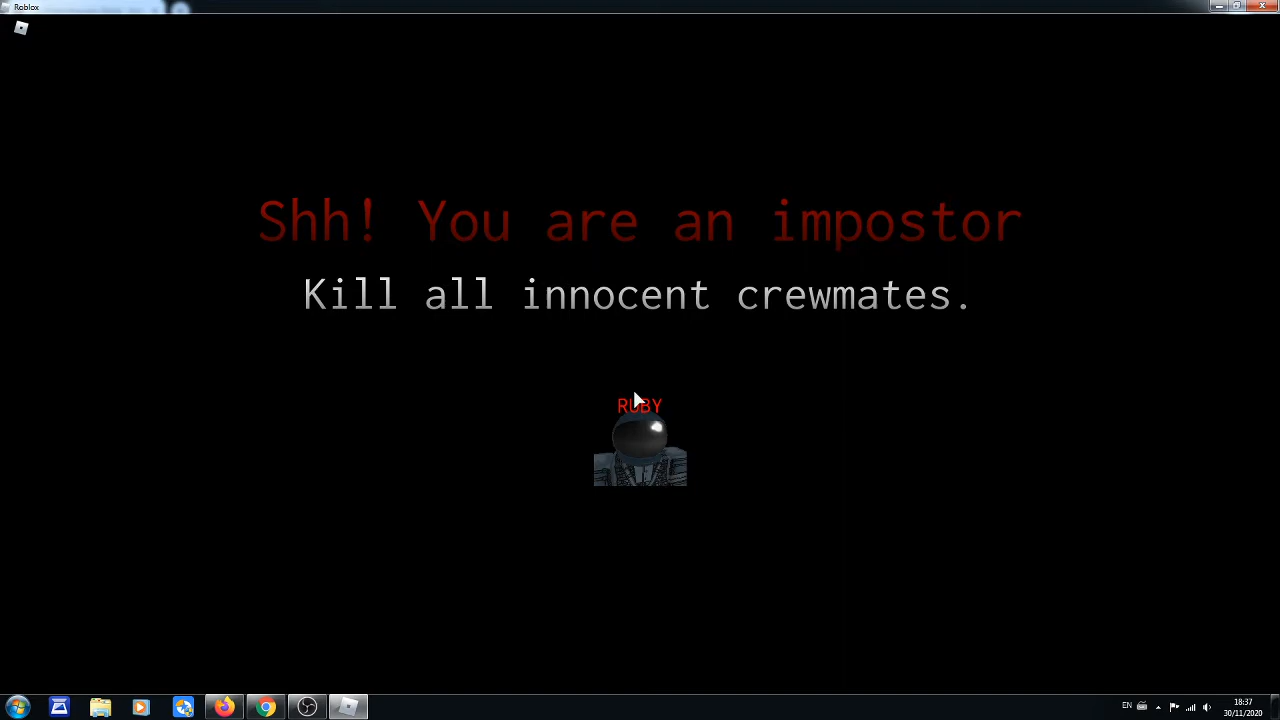 Roblox
Shh! You are an impostor
Kill all innocent crewmates.
RUBY
EN
18:37
30/11/2020